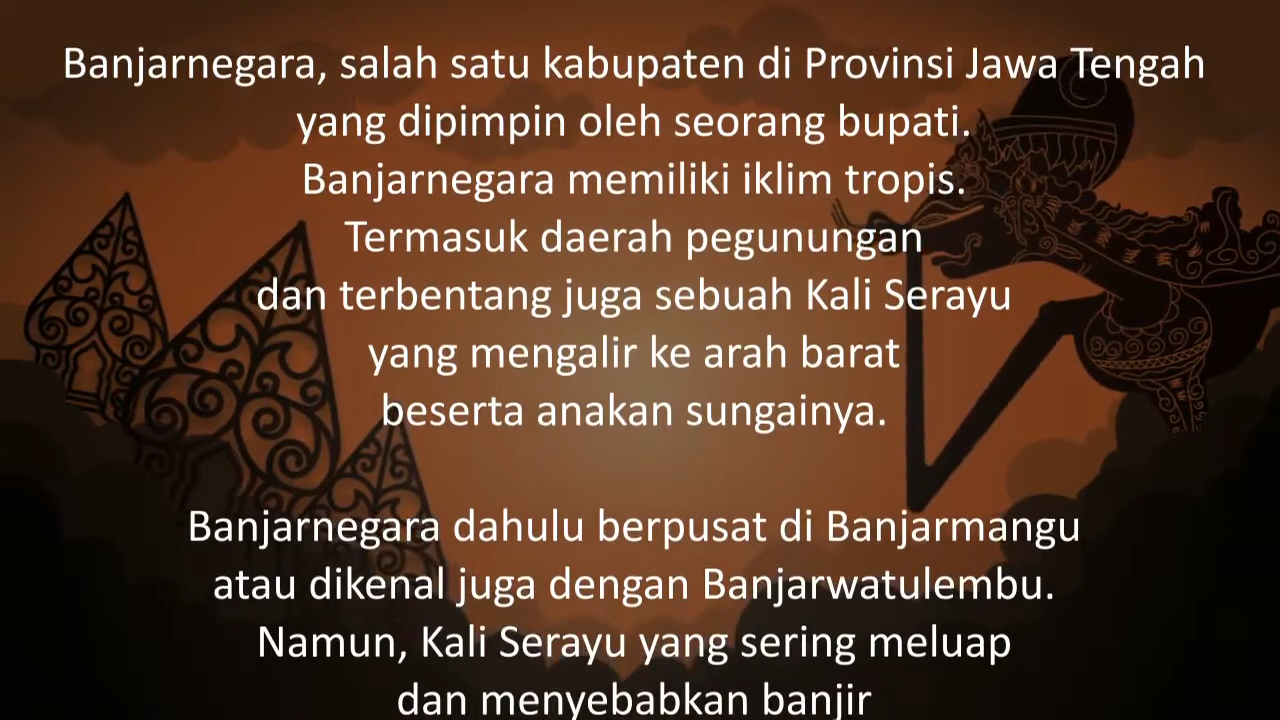 Banjarnegara, salah satu kabupaten di Provinsi Jawa Tengah
yang dipimpin oleh seorang bupati.
Banjarnegara memiliki iklim tropis.
Termasuk daerah pegunungan
dan terbentang juga sebuah Kali Serayu
yang mengalir ke arah barat
beserta anakan sungainya.
Banjarnegara dahulu berpusat di Banjarmangu
atau dikenal juga dengan Banjarwatulembu.
Namun, Kali Serayu yang sering meluap
dan menyebabkan banjir